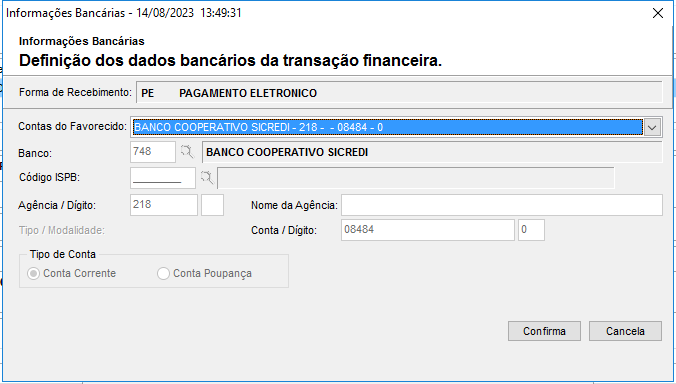 Informações Bancárias - 14/08/2023 13:49:31
Informações Bancárias
Definição dos dados bancários da transação financeira.
Forma de Recebimento: PE PAGAMENTO ELETRONICO
Contas do Favorecido: BANCO COOPERATIVO SICREDI - 218 - - 08484 - 0
Banco: 748 BANCO COOPERATIVO SICREDI
Código ISPB: _________
Agência / Dígito: 218 Nome da Agência:
Tipo / Modalidade: Conta / Dígito: 08484 0
Tipo de Conta
Conta Corrente Conta Poupança
Confirma Cancela